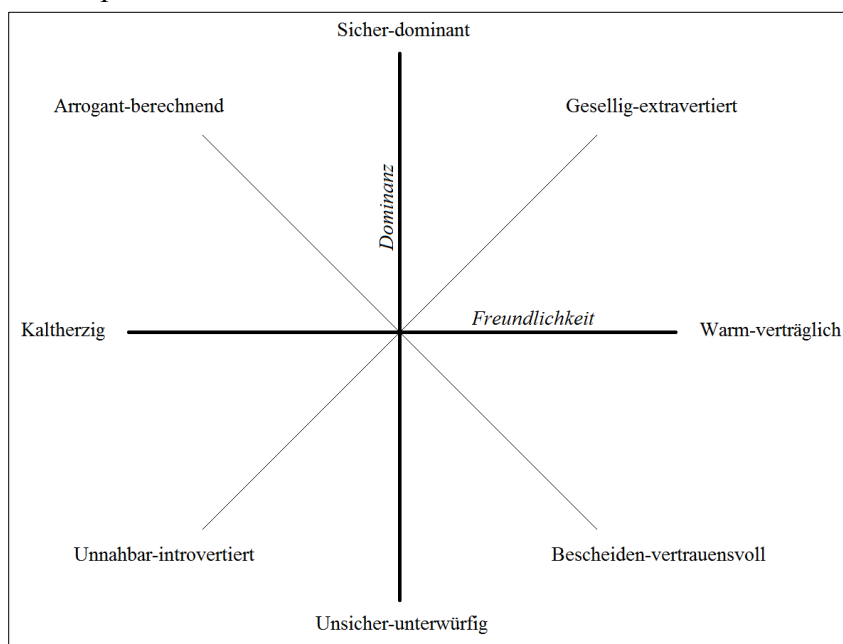 Sicher-dominant
Arrogant-berechnend
Gesellig-extravertiert
Dominanz
Freundlichkeit
Kaltherzig
Warm-verträglich
Unnahbar-introvertiert
Bescheiden-vertrauensvoll
Unsicher-unterwürfig